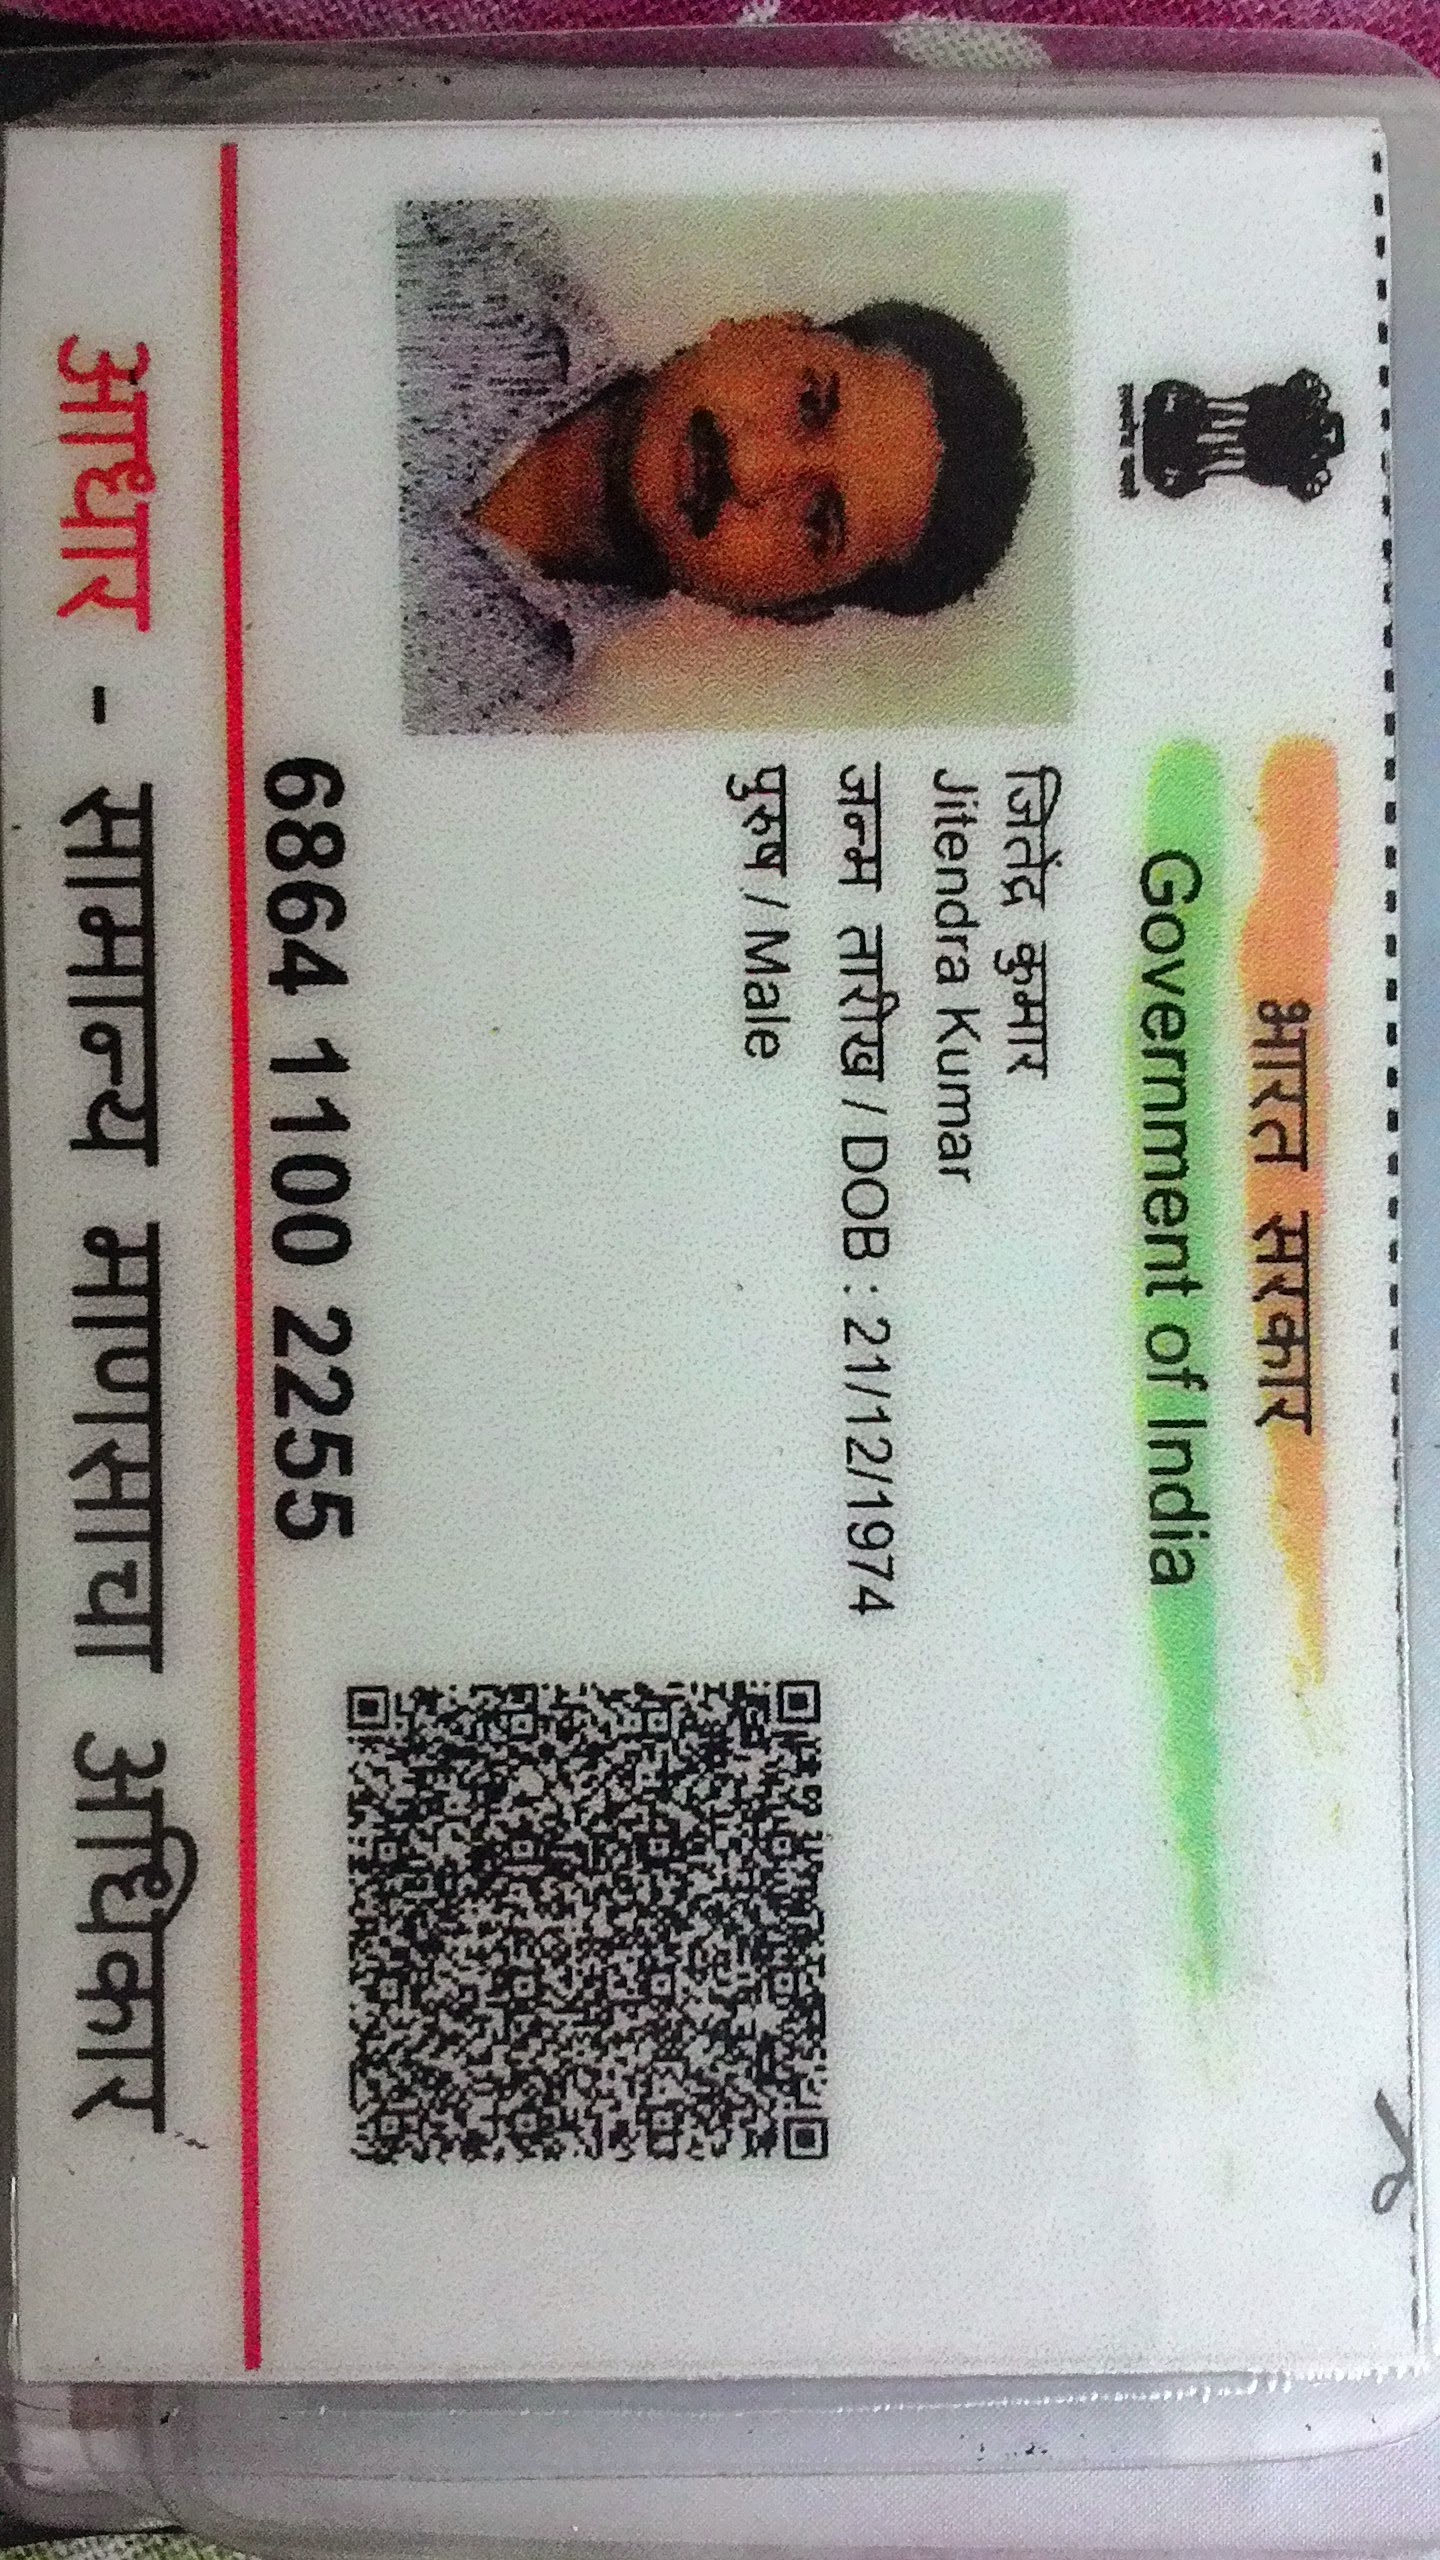 भारत सरकार
Government of India
जितेंद्र कुमार
Jitendra Kumar
जन्म तारीख / DOB : 21/12/1974
पुरुष / Male
6864 1100 2255
आधार - सामान्य माणसाचा अधिकार